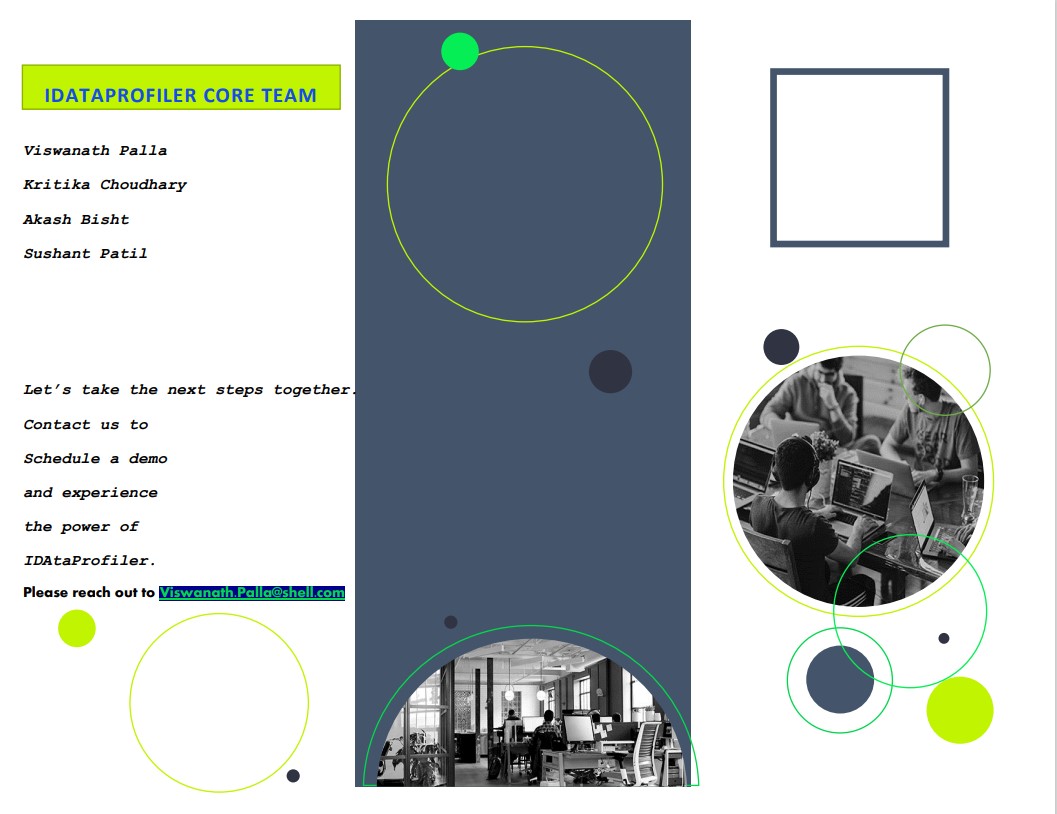 IDATAPROFILER CORE TEAM
Viswanath Palla
Kritika Choudhary
Akash Bisht
Sushant Patil
Let’s take the next steps together.
Contact us to
Schedule a demo
and experience
the power of
IDAtaProfiler.
Please reach out to Viswanath.Palla@shell.com